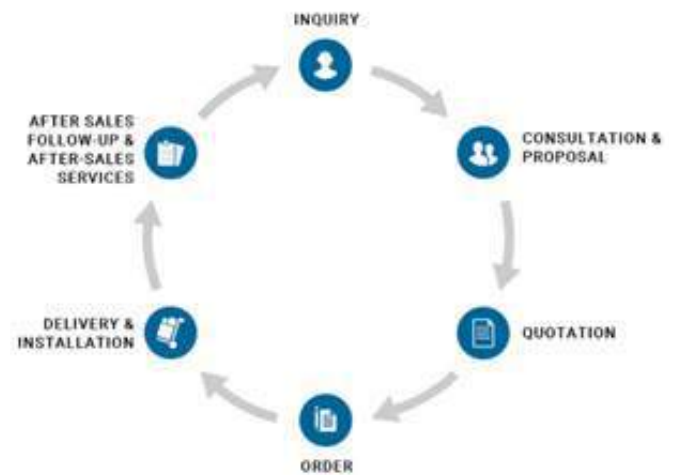 INQUIRY
CONSULTATION &
PROPOSAL
QUOTATION
ORDER
DELIVERY &
INSTALLATION
AFTER SALES
FOLLOW-UP &
AFTER-SALES
SERVICES